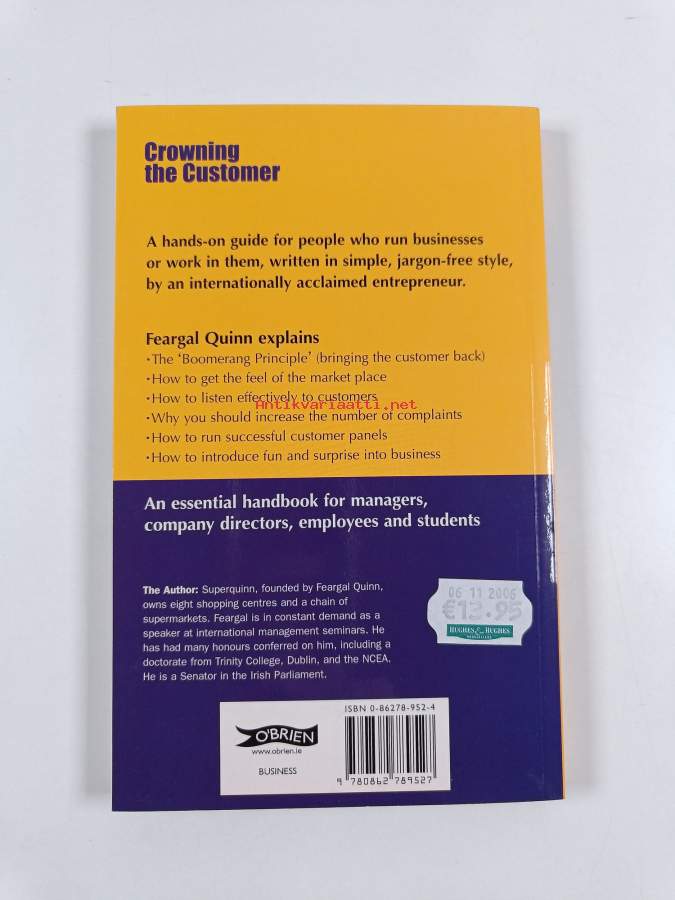 Crowning
the Customer
A hands-on guide for people who run businesses
or work in them, written in simple, jargon-free style,
by an internationally acclaimed entrepreneur.
Feargal Quinn explains
•The ‘Boomerang Principle’ (bringing the customer back)
•How to get the feel of the market place
•How to listen effectively to customers
Antikvariaatti.net
•Why you should increase the number of complaints
•How to run successful customer panels
•How to introduce fun and surprise into business
An essential handbook for managers,
company directors, employees and students
The Author: Superquinn, founded by Feargal Quinn,
owns eight shopping centres and a chain of
supermarkets. Feargal is in constant demand as a
speaker at international management seminars. He
has had many honours conferred on him, including a
doctorate from Trinity College, Dublin, and the NCEA.
He is a Senator in the Irish Parliament.
06 11 2006
€12.95
HUGHES & HUGHES
ISBN 0-86278-952-4
O'BRIEN
www.obrien.ie
BUSINESS
9 780862 789527